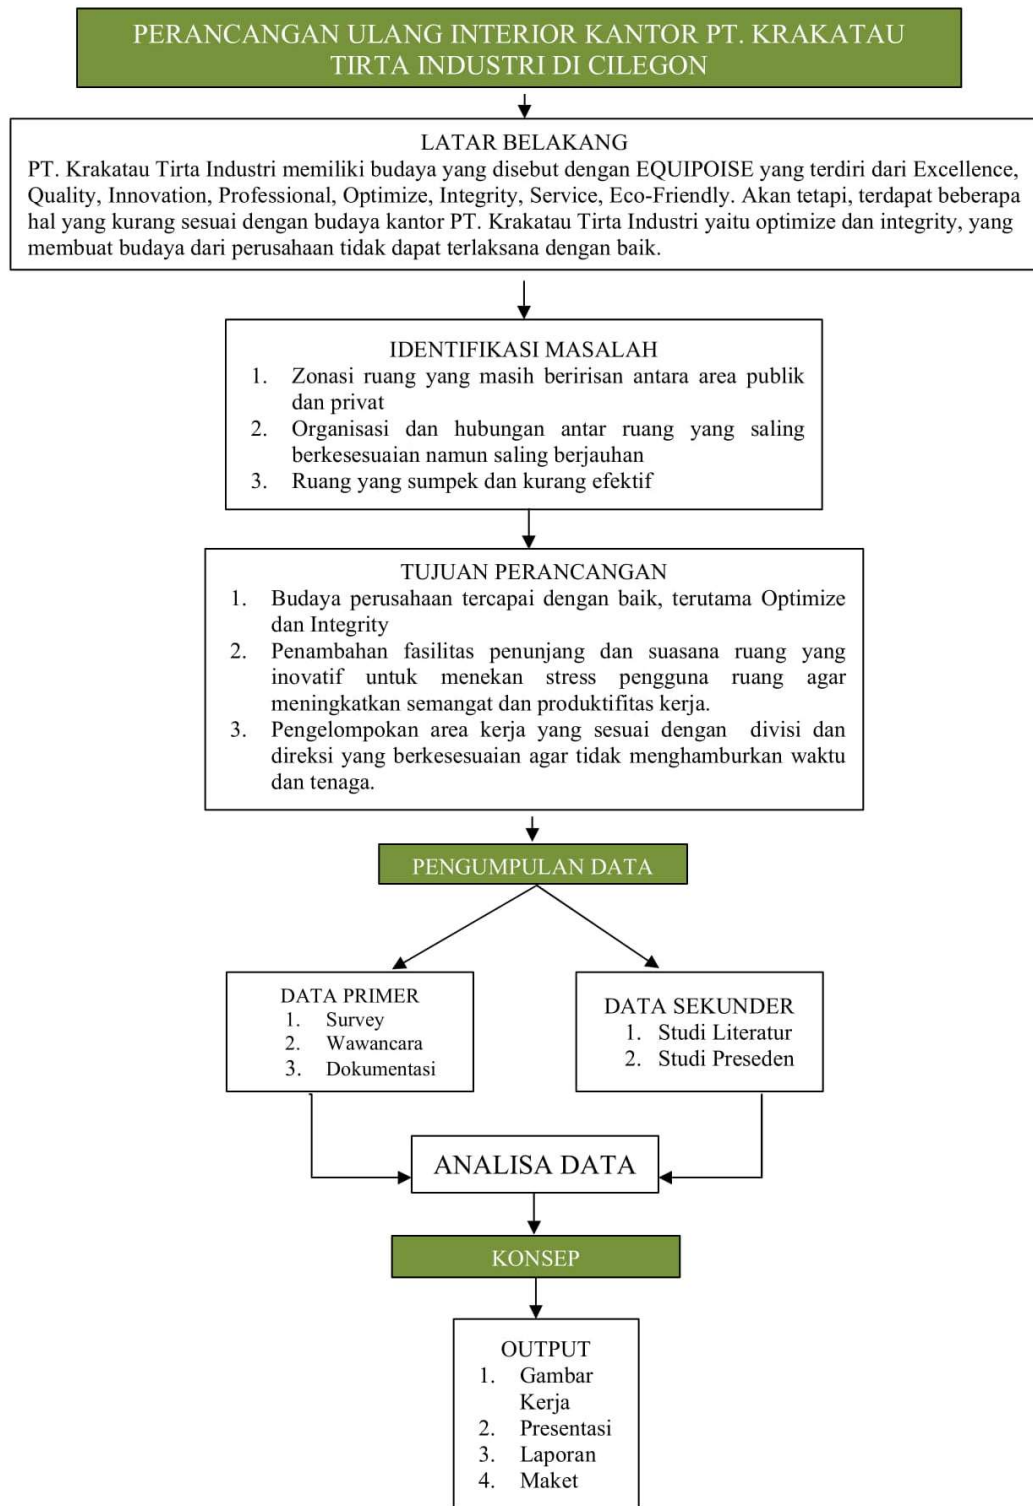 PERANCANGAN ULANG INTERIOR KANTOR PT. KRAKATAU
TIRTA INDUSTRI DI CILEGON
LATAR BELAKANG
PT. Krakatau Tirta Industri memiliki budaya yang disebut dengan EQUIPOISE yang terdiri dari Excellence,
Quality, Innovation, Professional, Optimize, Integrity, Service, Eco-Friendly. Akan tetapi, terdapat beberapa
hal yang kurang sesuai dengan budaya kantor PT. Krakatau Tirta Industri yaitu optimize dan integrity, yang
membuat budaya dari perusahaan tidak dapat terlaksana dengan baik.
IDENTIFIKASI MASALAH
1. Zonasi ruang yang masih beririsan antara area publik
dan privat
2. Organisasi dan hubungan antar ruang yang saling
berkesesuaian namun saling berjauhan
3. Ruang yang sumpek dan kurang efektif
TUJUAN PERANCANGAN
1. Budaya perusahaan tercapai dengan baik, terutama Optimize
dan Integrity
2. Penambahan fasilitas penunjang dan suasana ruang yang
inovatif untuk menekan stress pengguna ruang agar
meningkatkan semangat dan produktifitas kerja.
3. Pengelompokan area kerja yang sesuai dengan divisi dan
direksi yang berkesesuaian agar tidak menghamburkan waktu
dan tenaga.
PENGUMPULAN DATA
DATA PRIMER
1. Survey
2. Wawancara
3. Dokumentasi
DATA SEKUNDER
1. Studi Literatur
2. Studi Preseden
ANALISA DATA
KONSEP
OUTPUT
1. Gambar
Kerja
2. Presentasi
3. Laporan
4. Maket